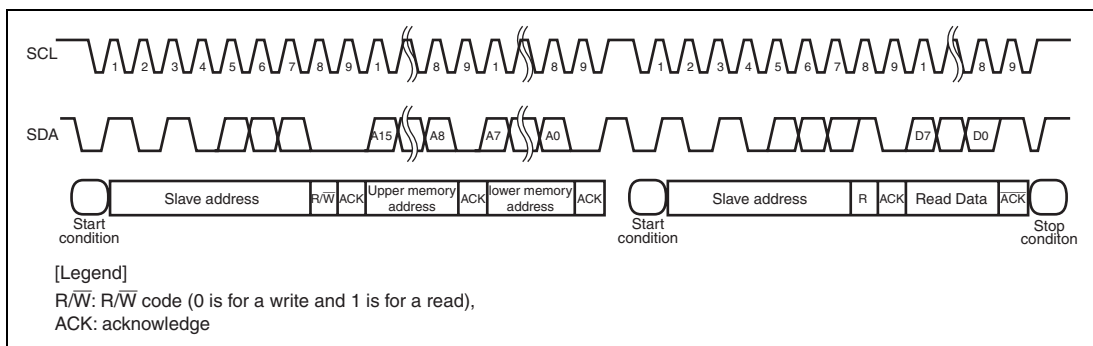 SCL
1 2 3 4 5 6 7 8 9 1 8 9 1 8 9 1 2 3 4 5 6 7 8 9 1 8 9
SDA
A15 A8 A7 A0 D7 D0
Slave address R/W̅ ACK Upper memory address ACK lower memory address ACK Slave address R ACK Read Data A̅C̅K̅
Start condition
Start condition
Stop conditon
[Legend]
R/W̅: R/W̅ code (0 is for a write and 1 is for a read),
ACK: acknowledge